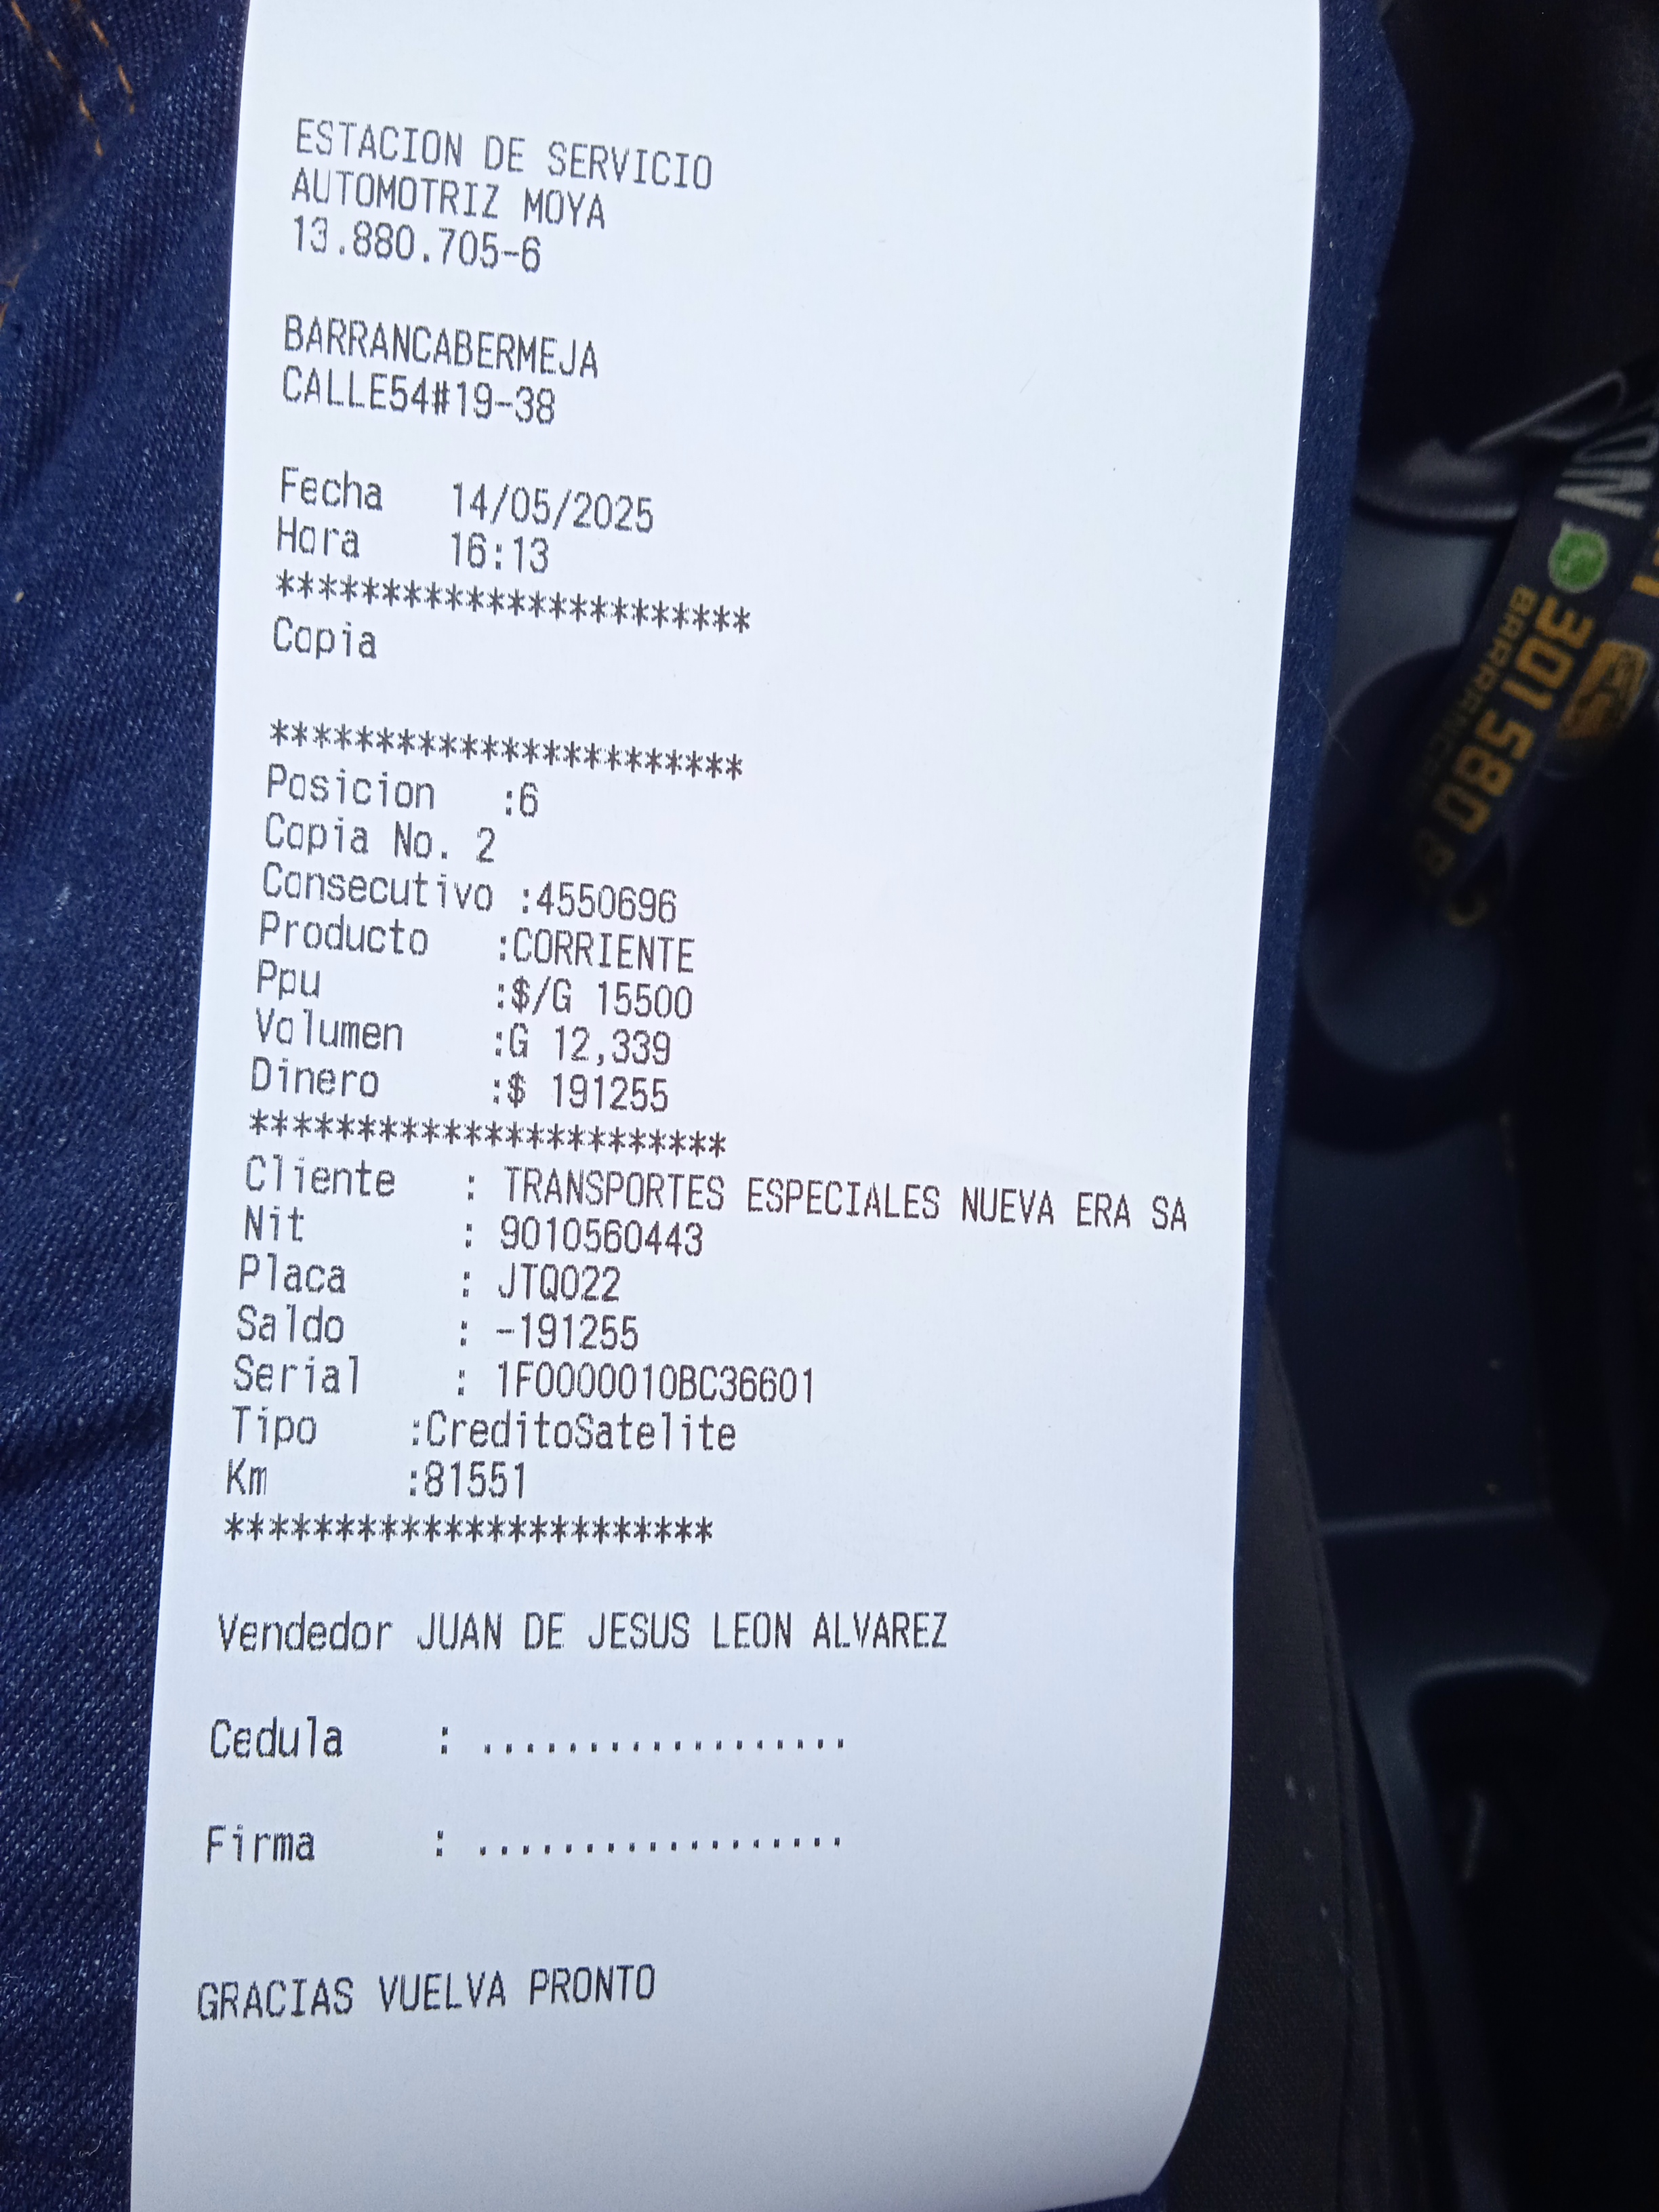 ESTACION DE SERVICIO
AUTOMOTRIZ MOYA
13.880.705-6
BARRANCABERMEJA
CALLE54#19-38
Fecha 14/05/2025
Hora 16:13
***********************
Copia
***********************
Posicion :6
Copia No. 2
Consecutivo :4550696
Producto :CORRIENTE
Ppu :$/G 15500
Volumen :G 12,339
Dinero :$ 191255
***********************
Cliente : TRANSPORTES ESPECIALES NUEVA ERA SA
Nit : 9010560443
Placa : JTQ022
Saldo : -191255
Serial : 1F0000010BC36601
Tipo :CreditoSatelite
Km :81551
***********************
Vendedor JUAN DE JESUS LEON ALVAREZ
Cedula : ..................
Firma : ..................
GRACIAS VUELVA PRONTO
301 580